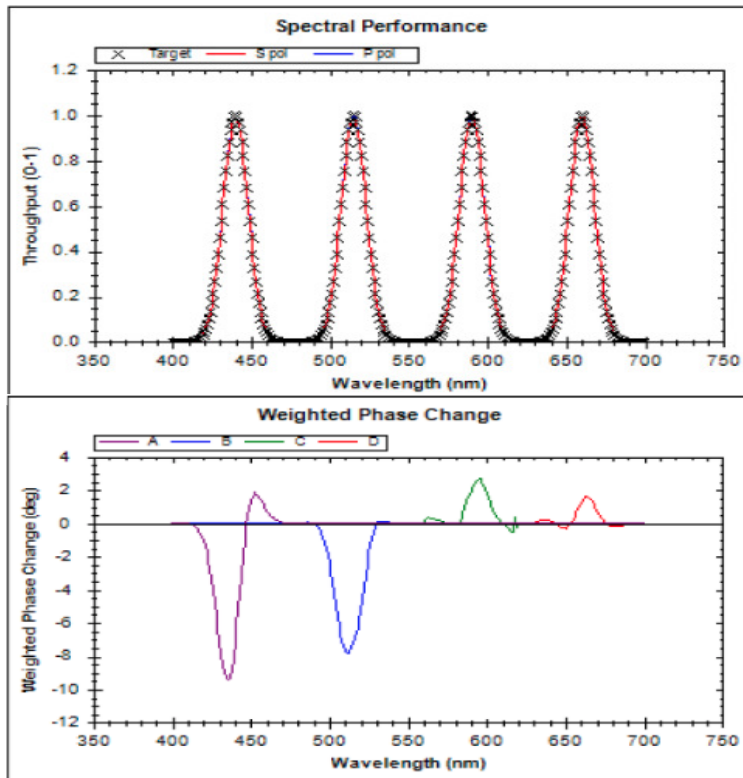 Spectral Performance
Target S pol P pol
1.2
1.0
0.8
0.6
0.4
0.2
0.0
Throughput (0-1)
350 400 450 500 550 600 650 700 750
Wavelength (nm)
Weighted Phase Change
A B C D
4
2
0
-2
-4
-6
-8
-10
-12
Weighted Phase Change (deg)
350 400 450 500 550 600 650 700 750
Wavelength (nm)